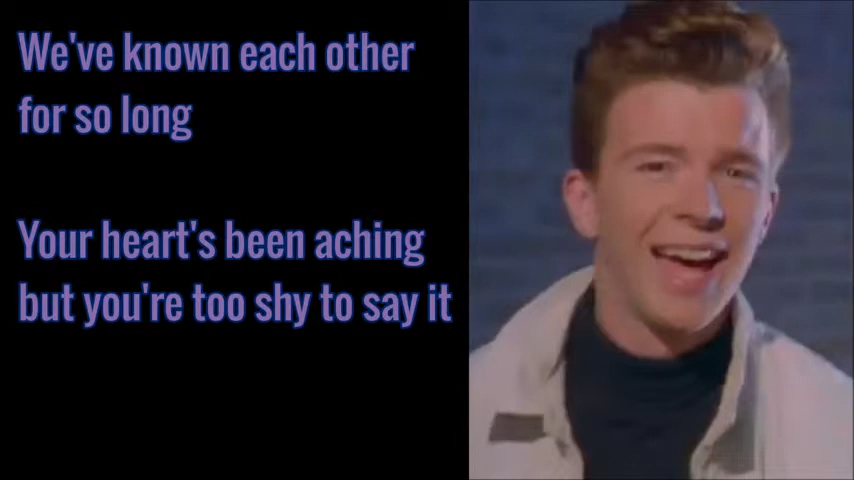 We've known each other
for so long
Your heart's been aching
but you're too shy to say it